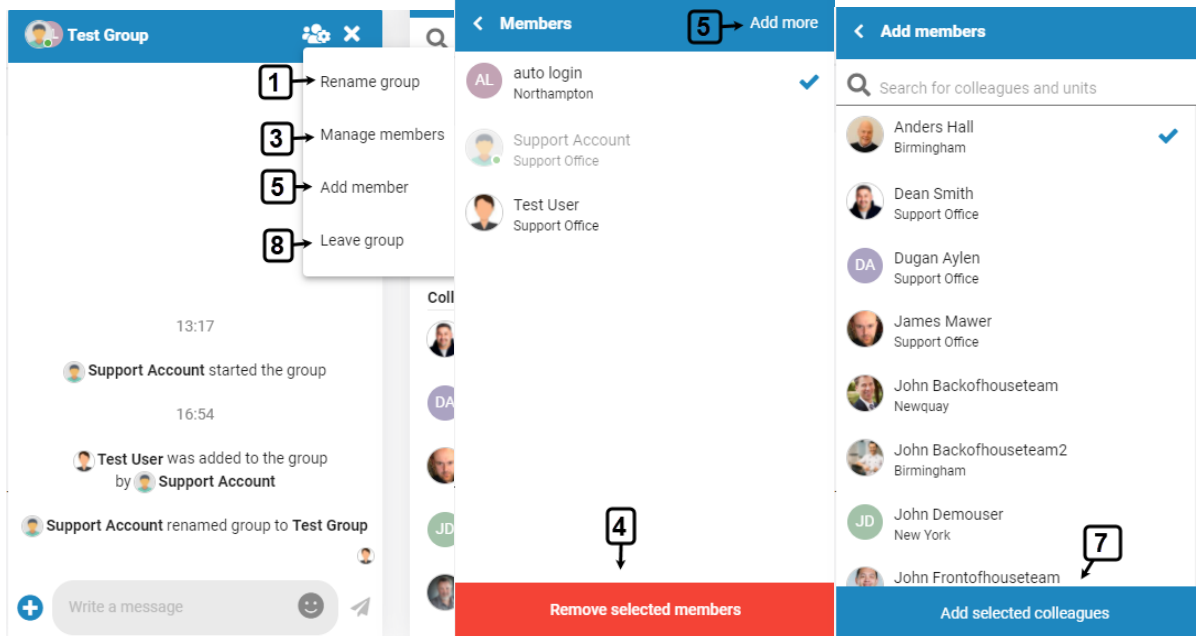 Test Group
1
Rename group
3
Manage members
5
Add member
8
Leave group
Coll
DA
JD
13:17
Support Account started the group
16:54
Test User was added to the group
by Support Account
Support Account renamed group to Test Group
Write a message
Members
5
Add more
AL
auto login
Northampton
Support Account
Support Office
Test User
Support Office
4
Remove selected members
Add members
Search for colleagues and units
Anders Hall
Birmingham
Dean Smith
Support Office
DA
Dugan Aylen
Support Office
James Mawer
Support Office
John Backofhouseteam
Newquay
John Backofhouseteam2
Birmingham
JD
John Demouser
New York
7
John Frontofhouseteam
Add selected colleagues